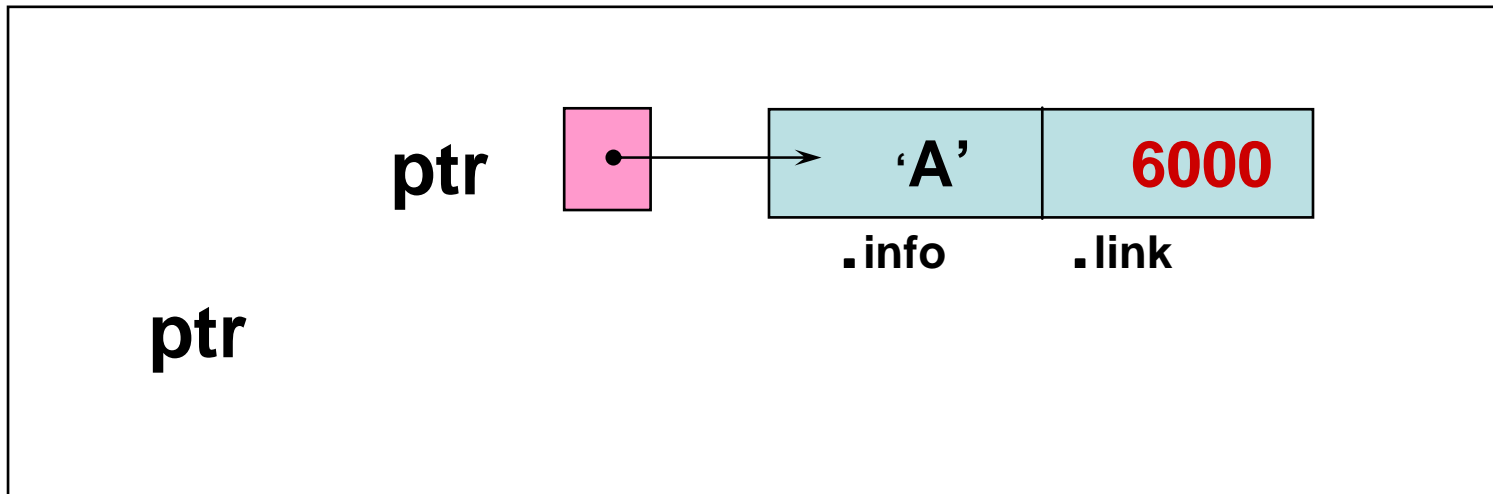 ptr ‘A’ 6000
.info .link
ptr